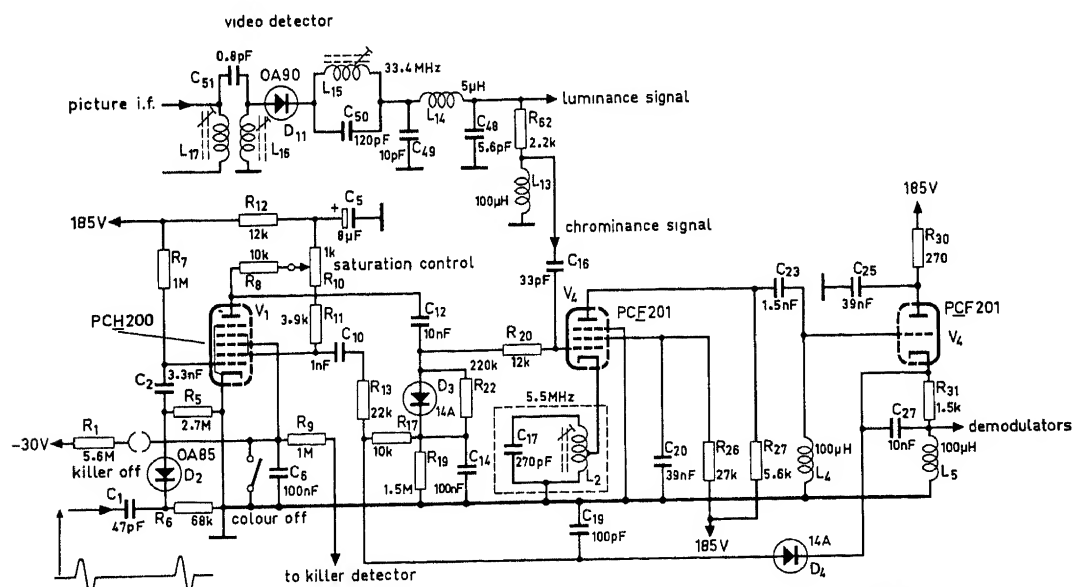 video detector
0.8pF
C51
OA90
33.4MHz
L15
5µH
picture i.f.
luminance signal
D11
C50
L14
C48
R62
120pF
10pF
5.6pF
2.2k
L17
L16
C49
100µH
L13
185V
R12
C5
12k
+
8µF
185V
chrominance signal
R7
10k
1k
saturation control
R30
1M
R8
R10
C16
270
33pF
C23
C25
V1
V4
1.5nF
39nF
PCH200
3.9k
R11
C12
PCF201
PCF201
10nF
C10
R20
V4
3.3nF
1nF
12k
C2
220k
R13
D3
R22
R31
R5
22k
14A
5.5MHz
1.5k
2.7M
R17
C27
-30V
R1
R9
10k
C17
demodulators
5.6M
OA85
1M
270pF
C20
R26
R27
100µH
10nF
100µH
killer off
R19
C14
D2
C6
39nF
27k
5.6k
L4
L5
C1
100nF
1.5M
100nF
L2
R6
68k
colour off
47pF
C19
100pF
185V
14A
D4
to killer detector